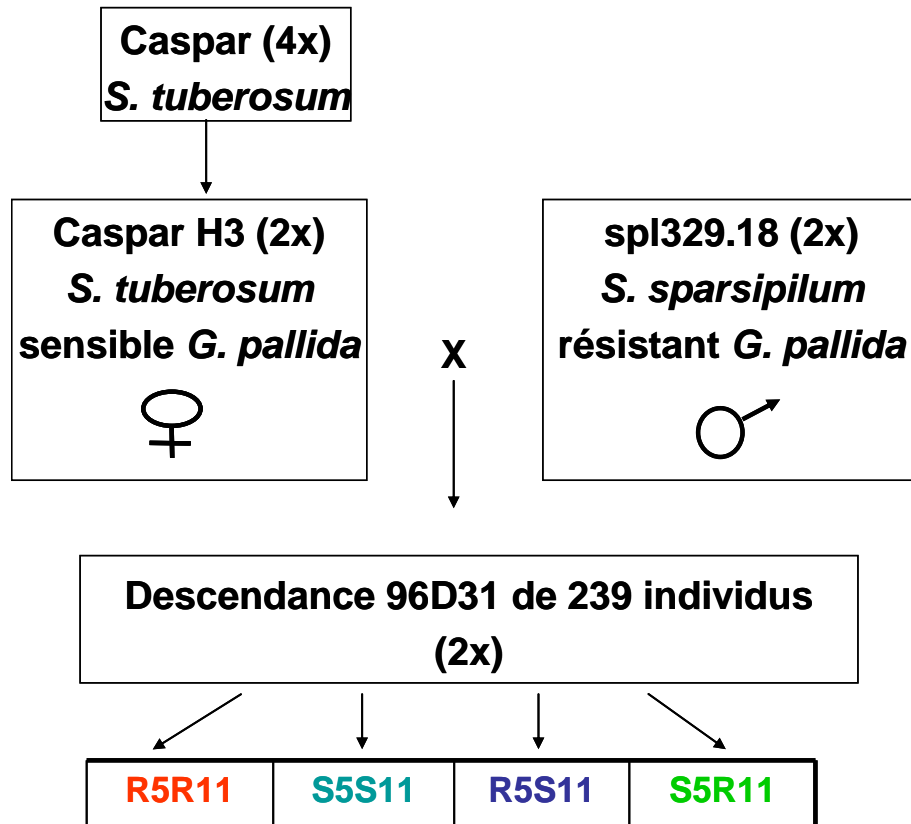 Caspar (4x)
S. tuberosum
Caspar H3 (2x)
S. tuberosum
sensible G. pallida
X
spl329.18 (2x)
S. sparsipilum
résistant G. pallida
Descendance 96D31 de 239 individus
(2x)
R5R11 S5S11 R5S11 S5R11